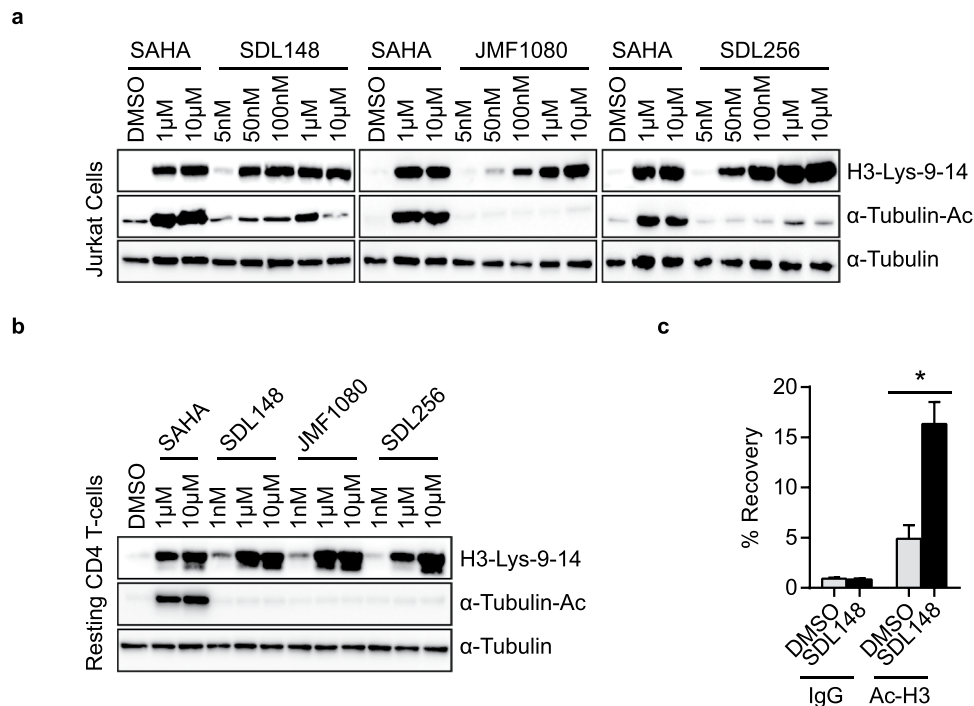 a
SAHA SDL148 SAHA JMF1080 SAHA SDL256
DMSO 1µM 10µM 5nM 50nM 100nM 1µM 10µM DMSO 1µM 10µM 5nM 50nM 100nM 1µM 10µM DMSO 1µM 10µM 5nM 50nM 100nM 1µM 10µM
Jurkat Cells
H3-Lys-9-14
α-Tubulin-Ac
α-Tubulin
b
SAHA SDL148 JMF1080 SDL256
DMSO 1µM 10µM 1nM 1µM 10µM 1nM 1µM 10µM 1nM 1µM 10µM
Resting CD4 T-cells
H3-Lys-9-14
α-Tubulin-Ac
α-Tubulin
c
*
% Recovery
20
15
10
5
0
DMSO SDL148 DMSO SDL148
IgG Ac-H3